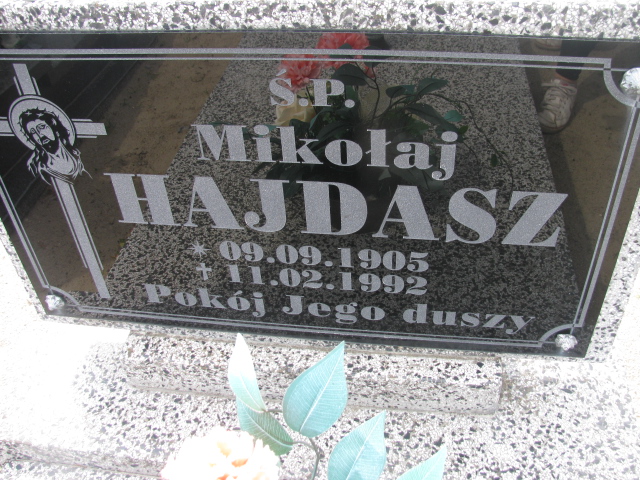 Ś.P.
Mikołaj
HAJDASZ
* 09.09.1905
✝ 11.02.1992
Pokój Jego duszy